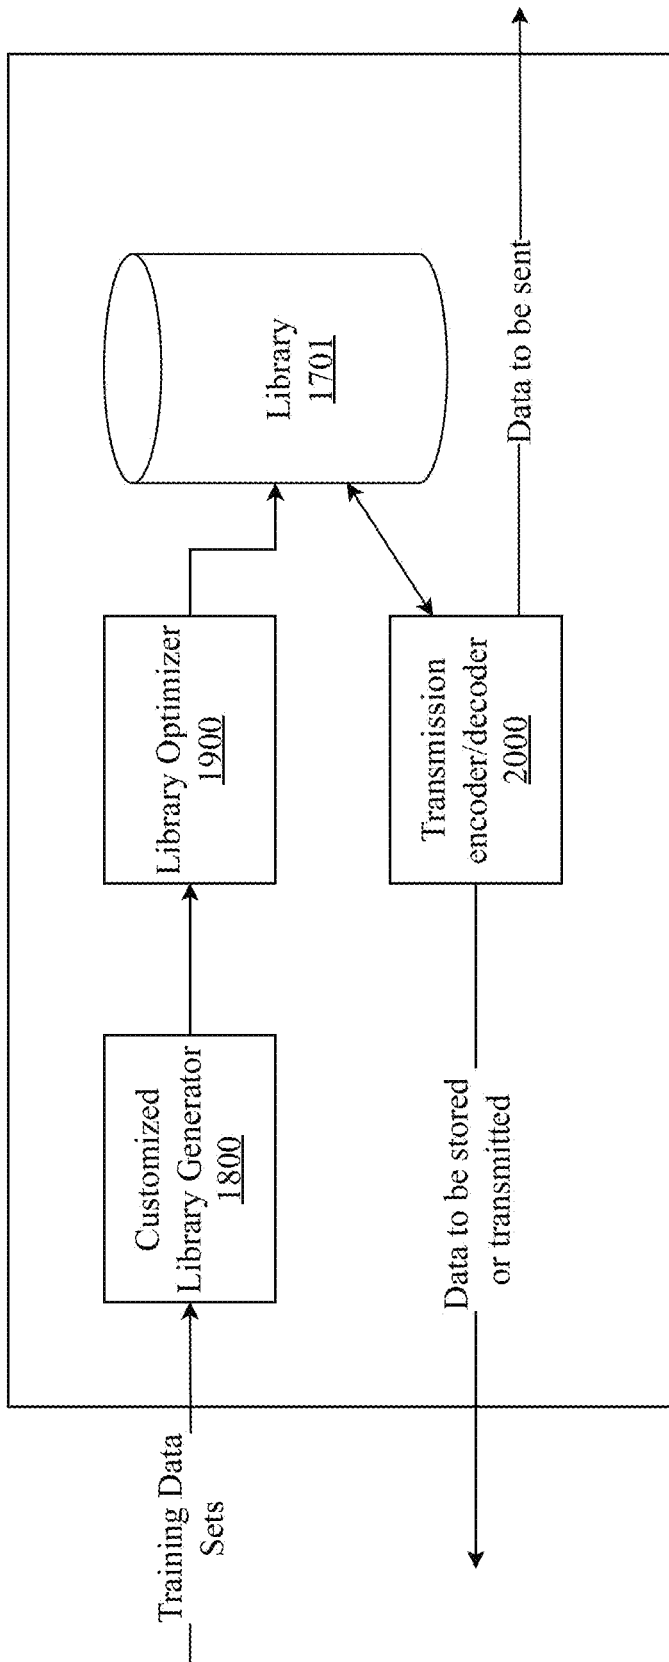 Training Data
Sets
Customized
Library Generator
1800
Library Optimizer
1900
Library
1701
Data to be stored
or transmitted
Transmission
encoder/decoder
2000
Data to be sent